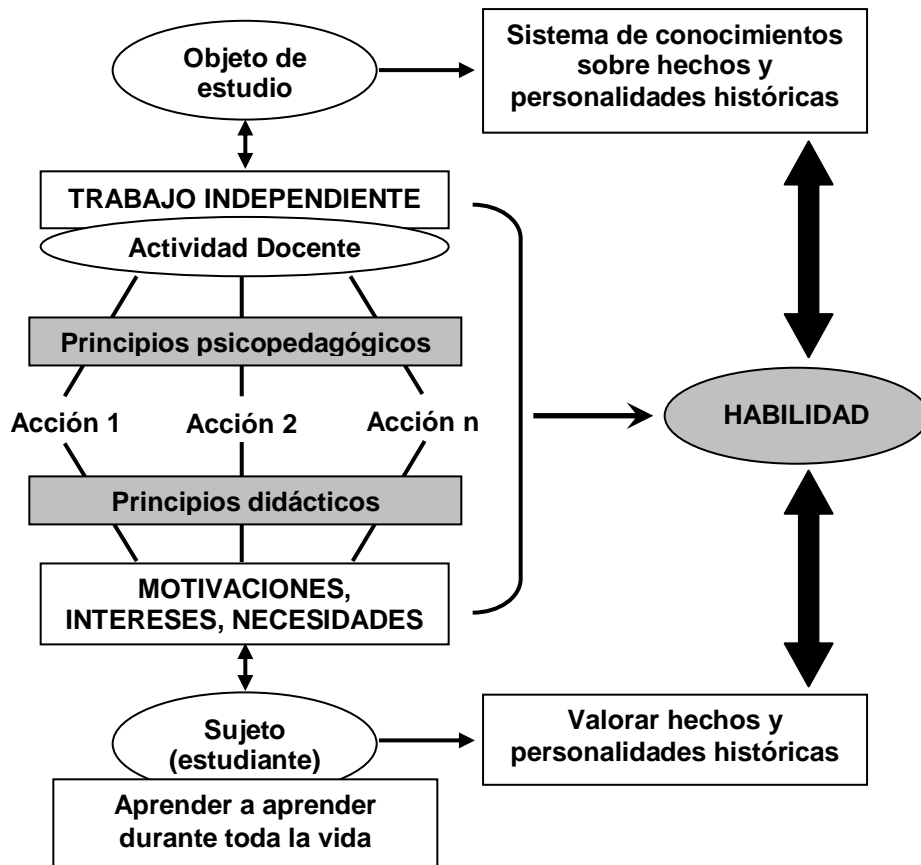 Objeto de
estudio
Sistema de conocimientos
sobre hechos y
personalidades históricas
TRABAJO INDEPENDIENTE
Actividad Docente
Principios psicopedagógicos
Acción 1
Acción 2
Acción n
HABILIDAD
Principios didácticos
MOTIVACIONES,
INTERESES, NECESIDADES
Sujeto
(estudiante)
Valorar hechos y
personalidades históricas
Aprender a aprender
durante toda la vida